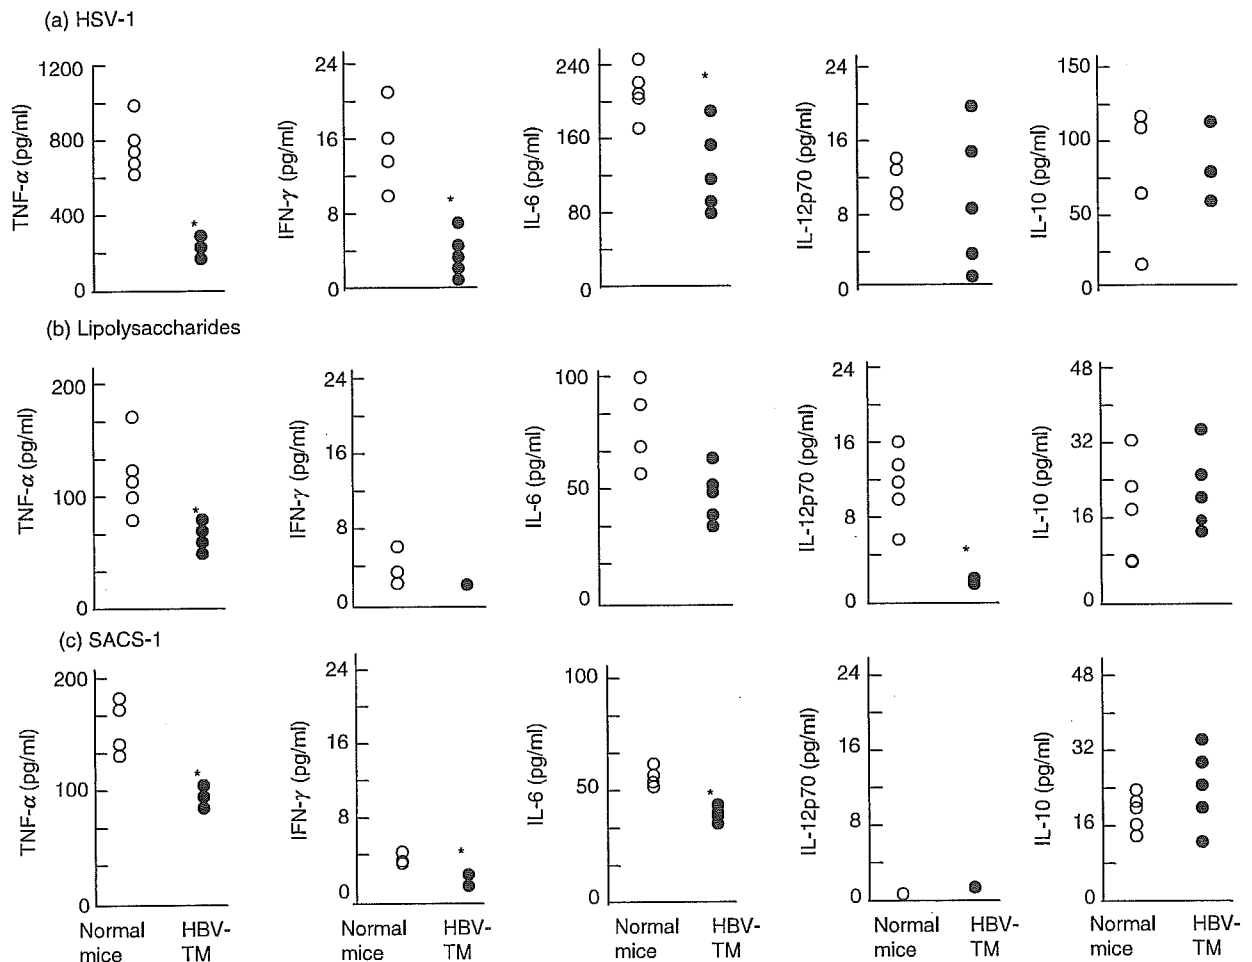 (a) HSV-1
TNF-α (pg/ml)
1200
800
400
0
*
IFN-γ (pg/ml)
24
16
8
0
*
IL-6 (pg/ml)
240
160
80
0
*
IL-12p70 (pg/ml)
24
16
8
0
IL-10 (pg/ml)
150
100
50
0
(b) Lipolysaccharides
TNF-α (pg/ml)
200
100
0
*
IFN-γ (pg/ml)
24
16
8
0
IL-6 (pg/ml)
100
50
0
IL-12p70 (pg/ml)
24
16
8
0
*
IL-10 (pg/ml)
48
32
16
0
(c) SACS-1
TNF-α (pg/ml)
200
100
0
*
IFN-γ (pg/ml)
24
16
8
0
*
IL-6 (pg/ml)
100
50
0
*
IL-12p70 (pg/ml)
24
16
8
0
IL-10 (pg/ml)
48
32
16
0
Normal
mice
HBV-
TM
Normal
mice
HBV-
TM
Normal
mice
HBV-
TM
Normal
mice
HBV-
TM
Normal
mice
HBV-
TM